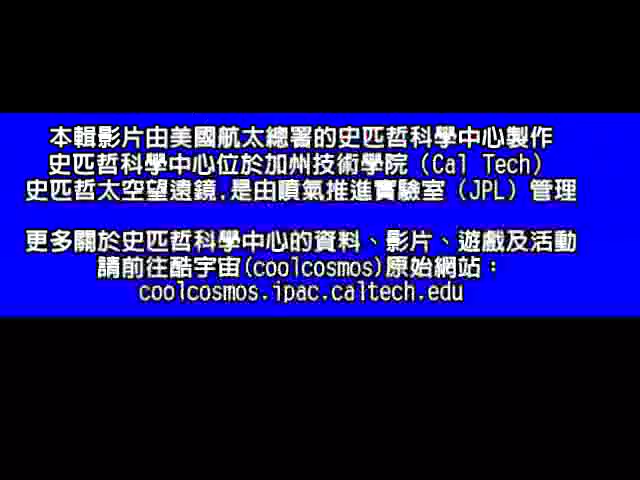 本輯影片由美國航太總署的史匹哲科學中心製作
史匹哲科學中心位於加州技術學院 (Cal Tech)
史匹哲太空望遠鏡.是由噴氣推進實驗室 (JPL) 管理
更多關於史匹哲科學中心的資料、影片、遊戲及活動
請前往酷宇宙(coolcosmos)原始網站：
coolcosmos.ipac.caltech.edu